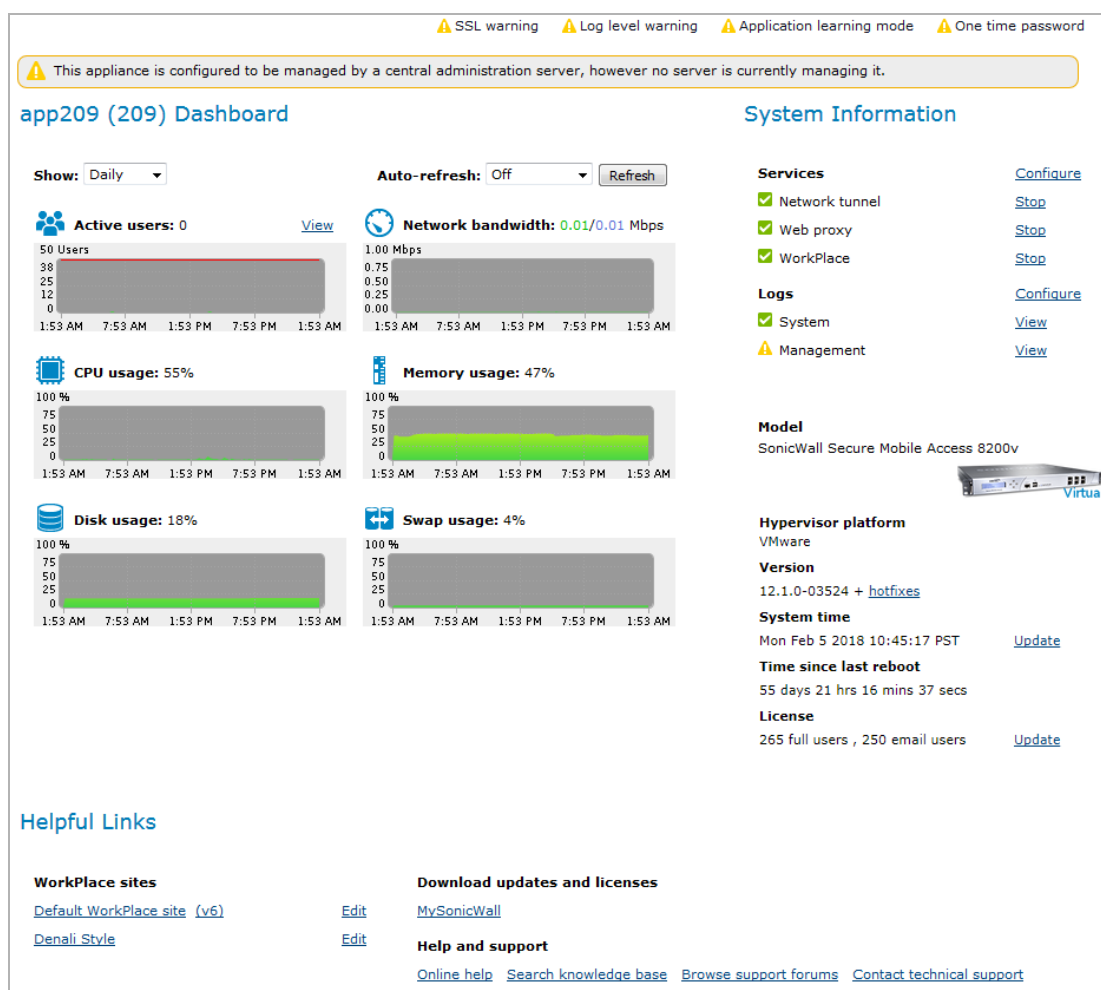 SSL warning Log level warning Application learning mode One time password
This appliance is configured to be managed by a central administration server, however no server is currently managing it.
app209 (209) Dashboard
Show: Daily Auto-refresh: Off Refresh
Active users: 0 View
50 Users
38
25
12
0
1:53 AM 7:53 AM 1:53 PM 7:53 PM 1:53 AM
Network bandwidth: 0.01/0.01 Mbps
1.00 Mbps
0.75
0.50
0.25
0.00
1:53 AM 7:53 AM 1:53 PM 7:53 PM 1:53 AM
CPU usage: 55%
100 %
75
50
25
0
1:53 AM 7:53 AM 1:53 PM 7:53 PM 1:53 AM
Memory usage: 47%
100 %
75
50
25
0
1:53 AM 7:53 AM 1:53 PM 7:53 PM 1:53 AM
Disk usage: 18%
100 %
75
50
25
0
1:53 AM 7:53 AM 1:53 PM 7:53 PM 1:53 AM
Swap usage: 4%
100 %
75
50
25
0
1:53 AM 7:53 AM 1:53 PM 7:53 PM 1:53 AM
System Information
Services Configure
Network tunnel Stop
Web proxy Stop
WorkPlace Stop
Logs Configure
System View
Management View
Model
SonicWall Secure Mobile Access 8200v
Virtua
Hypervisor platform
VMware
Version
12.1.0-03524 + hotfixes
System time
Mon Feb 5 2018 10:45:17 PST Update
Time since last reboot
55 days 21 hrs 16 mins 37 secs
License
265 full users , 250 email users Update
Helpful Links
WorkPlace sites
Default WorkPlace site (v6) Edit
Denali Style Edit
Download updates and licenses
MySonicWall
Help and support
Online help Search knowledge base Browse support forums Contact technical support